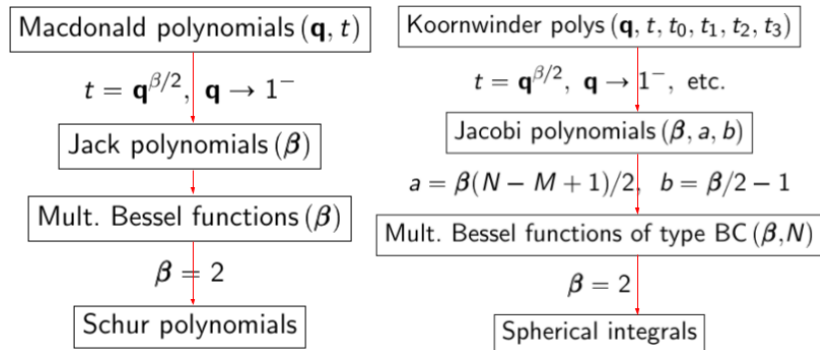 Macdonald polynomials (q, t)
t = q^{β/2}, q → 1⁻
Jack polynomials (β)
Mult. Bessel functions (β)
β = 2
Schur polynomials
Koornwinder polys (q, t, t₀, t₁, t₂, t₃)
t = q^{β/2}, q → 1⁻, etc.
Jacobi polynomials (β, a, b)
a = β(N − M + 1)/2, b = β/2 − 1
Mult. Bessel functions of type BC (β,N)
β = 2
Spherical integrals